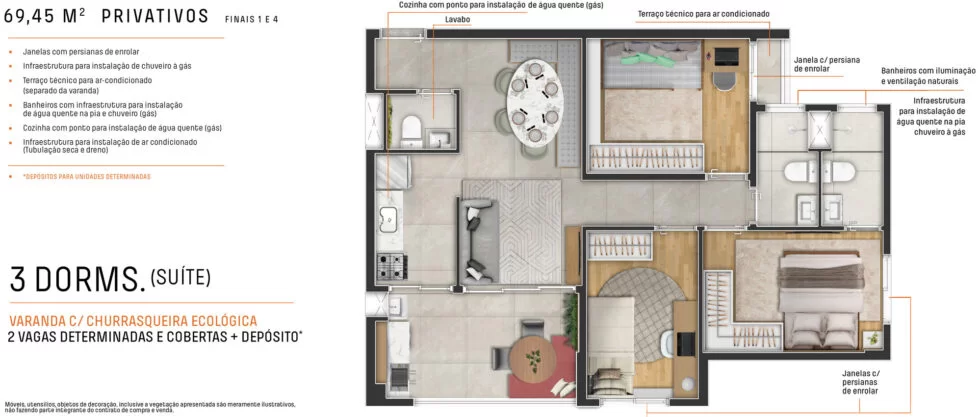 69,45 M² PRIVATIVOS FINAIS 1 E 4
• Janelas com persianas de enrolar
• Infraestrutura para instalação de chuveiro à gás
• Terraço técnico para ar-condicionado
(separado da varanda)
• Banheiros com infraestrutura para instalação
de água quente na pia e chuveiro (gás)
• Cozinha com ponto para instalação de água quente (gás)
• Infraestrutura para instalação de ar condicionado
(Tubulação seca e dreno)
• *DEPÓSITOS PARA UNIDADES DETERMINADAS
3 DORMS. (SUÍTE)
VARANDA C/ CHURRASQUEIRA ECOLÓGICA
2 VAGAS DETERMINADAS E COBERTAS + DEPÓSITO*
Móveis, utensílios, objetos de decoração, inclusive a vegetação apresentada são meramente ilustrativos,
não fazendo parte integrante do contrato de compra e venda.
Cozinha com ponto para instalação de água quente (gás)
Lavabo
Terraço técnico para ar condicionado
Janela c/ persiana
de enrolar
Banheiros com iluminação
e ventilação naturais
Infraestrutura
para instalação de
água quente na pia
chuveiro à gás
Janelas c/
persianas
de enrolar